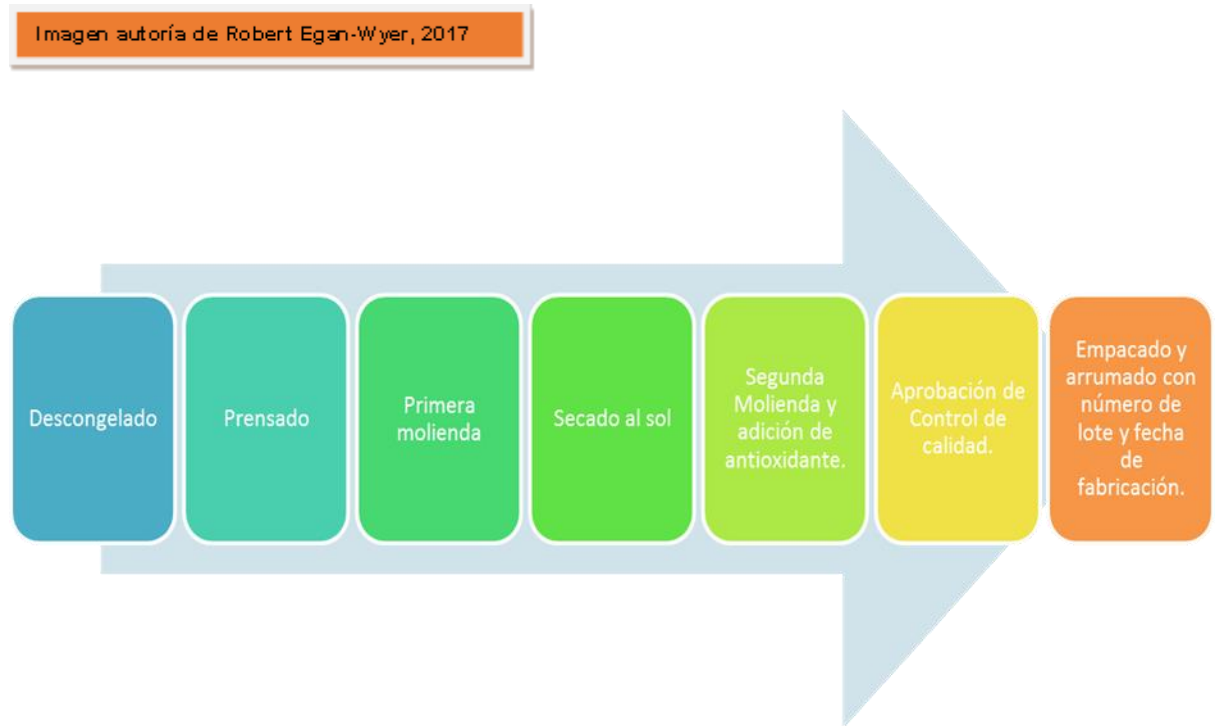 Imagen autoría de Robert Egan-Wyer, 2017
Descongelado
Prensado
Primera
molienda
Secado al sol
Segunda
Molienda y
adición de
antioxidante.
Aprobación de
Control de
calidad.
Empacado y
arrumado con
número de
lote y fecha
de
fabricación.